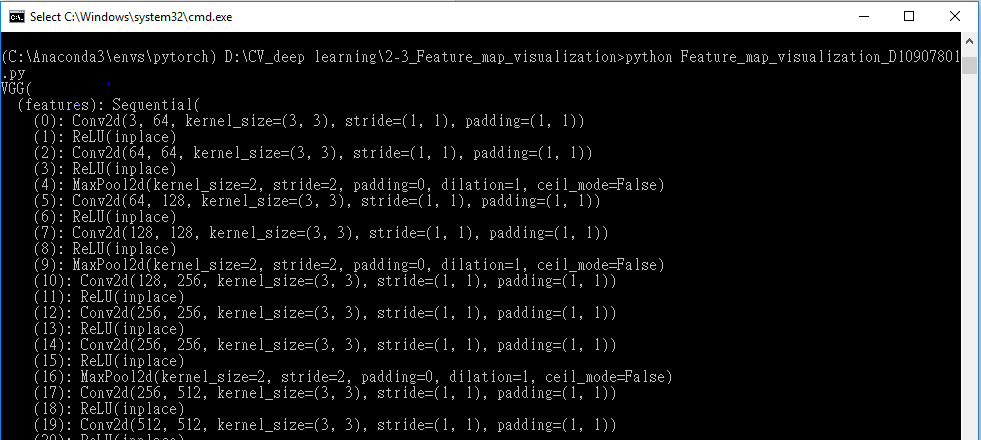 Select C:\Windows\system32\cmd.exe
(C:\Anaconda3\envs\pytorch) D:\CV_deep learning\2-3_Feature_map_visualization>python Feature_map_visualization_D10907801
.py
VGG(
(features): Sequential(
(0): Conv2d(3, 64, kernel_size=(3, 3), stride=(1, 1), padding=(1, 1))
(1): ReLU(inplace)
(2): Conv2d(64, 64, kernel_size=(3, 3), stride=(1, 1), padding=(1, 1))
(3): ReLU(inplace)
(4): MaxPool2d(kernel_size=2, stride=2, padding=0, dilation=1, ceil_mode=False)
(5): Conv2d(64, 128, kernel_size=(3, 3), stride=(1, 1), padding=(1, 1))
(6): ReLU(inplace)
(7): Conv2d(128, 128, kernel_size=(3, 3), stride=(1, 1), padding=(1, 1))
(8): ReLU(inplace)
(9): MaxPool2d(kernel_size=2, stride=2, padding=0, dilation=1, ceil_mode=False)
(10): Conv2d(128, 256, kernel_size=(3, 3), stride=(1, 1), padding=(1, 1))
(11): ReLU(inplace)
(12): Conv2d(256, 256, kernel_size=(3, 3), stride=(1, 1), padding=(1, 1))
(13): ReLU(inplace)
(14): Conv2d(256, 256, kernel_size=(3, 3), stride=(1, 1), padding=(1, 1))
(15): ReLU(inplace)
(16): MaxPool2d(kernel_size=2, stride=2, padding=0, dilation=1, ceil_mode=False)
(17): Conv2d(256, 512, kernel_size=(3, 3), stride=(1, 1), padding=(1, 1))
(18): ReLU(inplace)
(19): Conv2d(512, 512, kernel_size=(3, 3), stride=(1, 1), padding=(1, 1))
(20): ReLU(inplace)